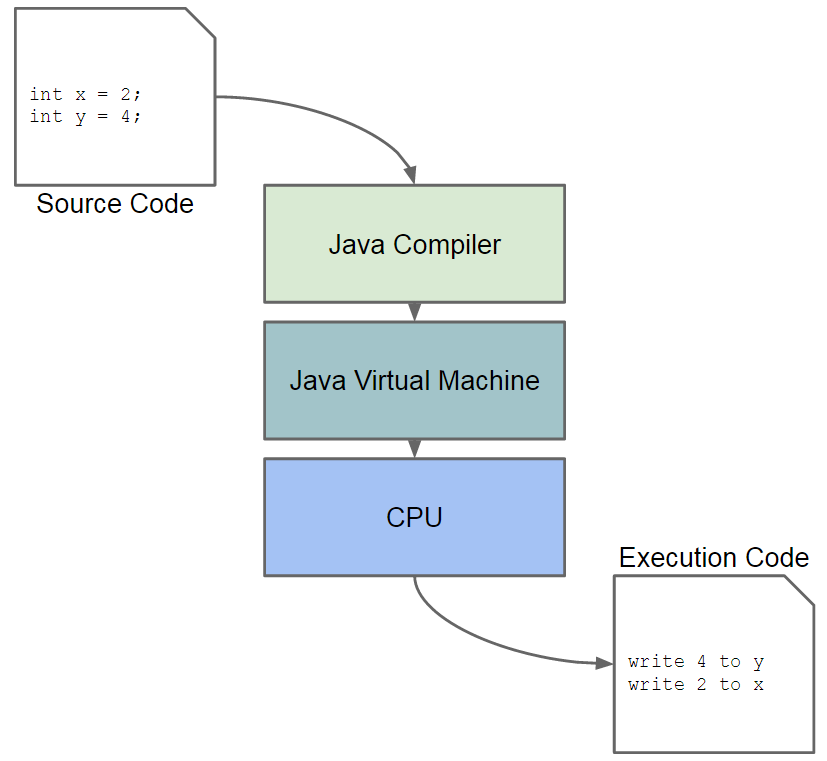 int x = 2;
int y = 4;
Source Code
Java Compiler
Java Virtual Machine
CPU
Execution Code
write 4 to y
write 2 to x